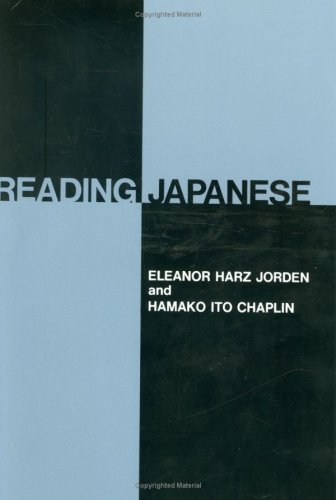 Copyrighted Material
READING JAPANESE
ELEANOR HARZ JORDEN
and
HAMAKO ITO CHAPLIN
Copyrighted Material